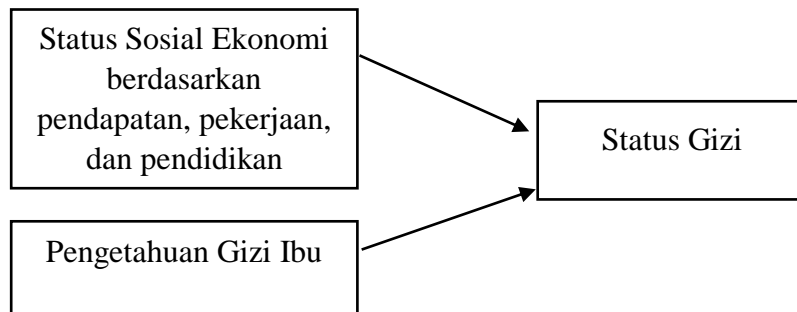 Status Sosial Ekonomi
berdasarkan
pendapatan, pekerjaan,
dan pendidikan
Status Gizi
Pengetahuan Gizi Ibu